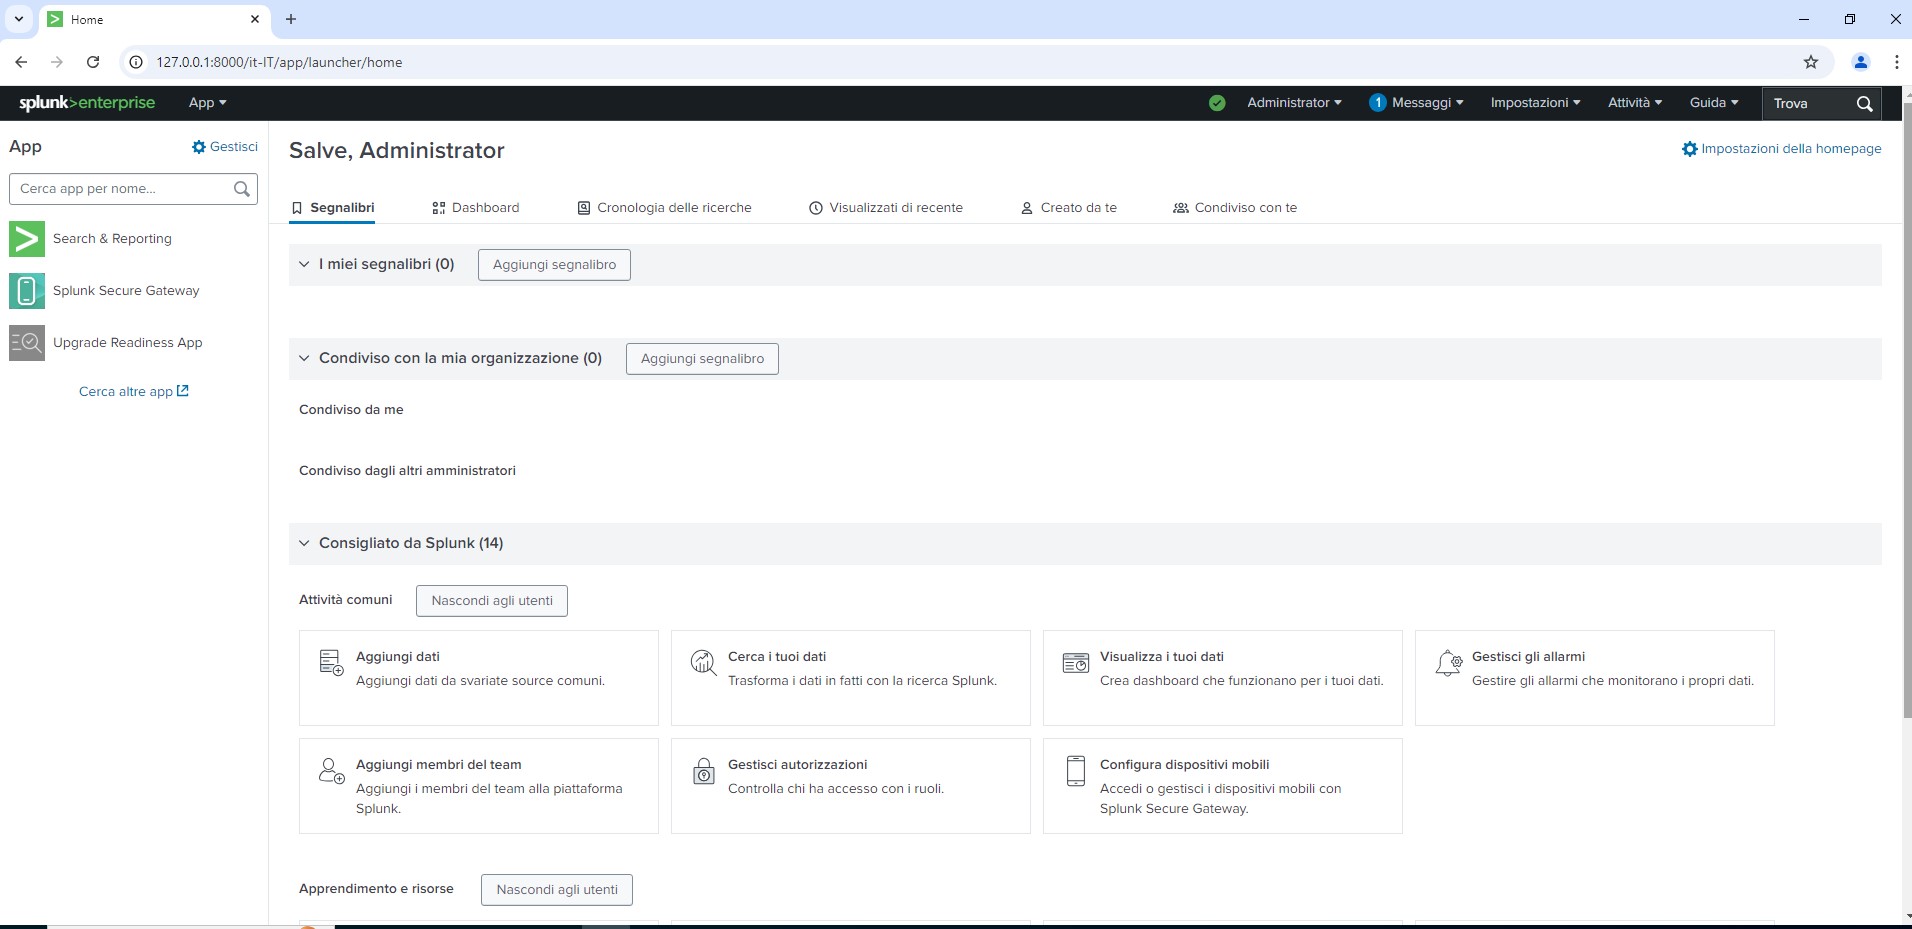 Home
127.0.0.1:8000/it-IT/app/launcher/home
splunk>enterprise App Administrator 1 Messaggi Impostazioni Attività Guida Trova
App Gestisci
Cerca app per nome...
Search & Reporting
Splunk Secure Gateway
Upgrade Readiness App
Cerca altre app
Salve, Administrator
Impostazioni della homepage
Segnalibri Dashboard Cronologia delle ricerche Visualizzati di recente Creato da te Condiviso con te
I miei segnalibri (0) Aggiungi segnalibro
Condiviso con la mia organizzazione (0) Aggiungi segnalibro
Condiviso da me
Condiviso dagli altri amministratori
Consigliato da Splunk (14)
Attività comuni Nascondi agli utenti
Aggiungi dati
Aggiungi dati da svariate source comuni.
Cerca i tuoi dati
Trasforma i dati in fatti con la ricerca Splunk.
Visualizza i tuoi dati
Crea dashboard che funzionano per i tuoi dati.
Gestisci gli allarmi
Gestire gli allarmi che monitorano i propri dati.
Aggiungi membri del team
Aggiungi i membri del team alla piattaforma
Splunk.
Gestisci autorizzazioni
Controlla chi ha accesso con i ruoli.
Configura dispositivi mobili
Accedi o gestisci i dispositivi mobili con
Splunk Secure Gateway.
Apprendimento e risorse Nascondi agli utenti